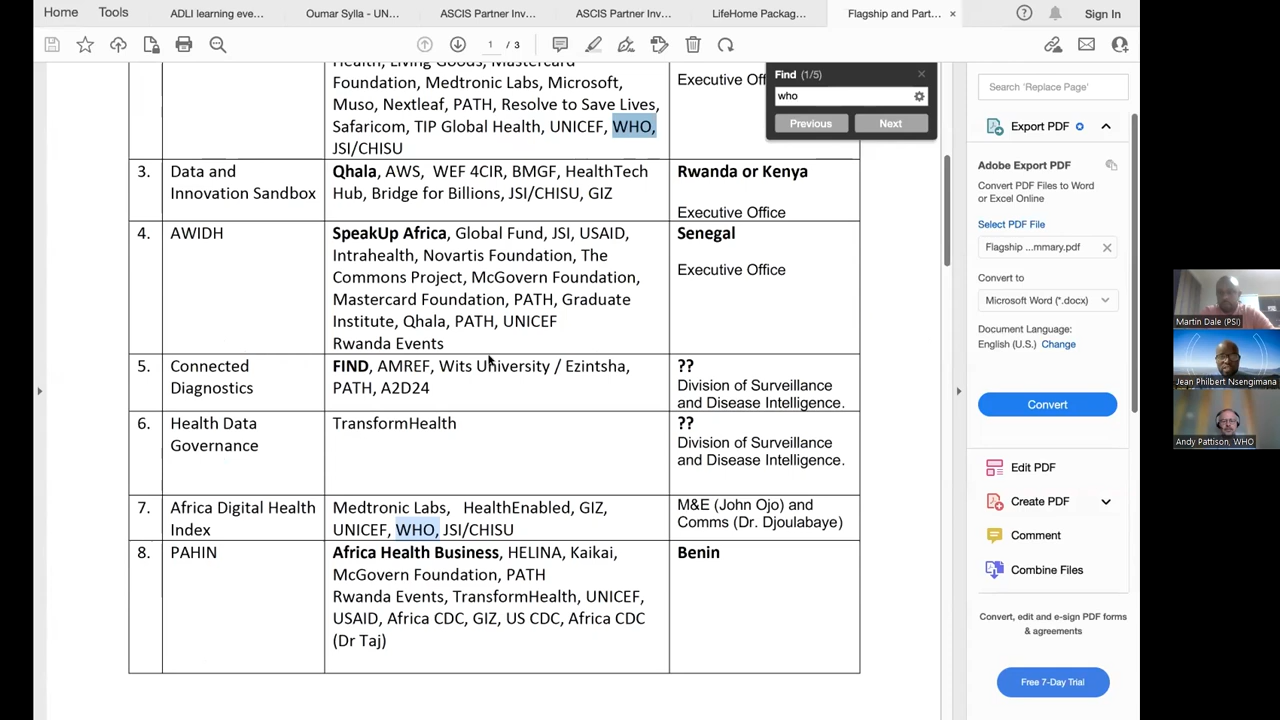 Home
Tools
ADLI learning eve...
Oumar Sylla - UN...
ASCIS Partner Inv...
ASCIS Partner Inv...
LifeHome Packag...
Flagship and Part...
Sign In
1 / 3
Health, Living Goods, Mastercard
Foundation, Medtronic Labs, Microsoft,
Muso, Nextleaf, PATH, Resolve to Save Lives,
Safaricom, TIP Global Health, UNICEF, WHO,
JSI/CHISU
Executive Off
Find (1/5)
who
Previous
Next
3.
Data and
Innovation Sandbox
Qhala, AWS, WEF 4CIR, BMGF, HealthTech
Hub, Bridge for Billions, JSI/CHISU, GIZ
Rwanda or Kenya
Executive Office
4.
AWIDH
SpeakUp Africa, Global Fund, JSI, USAID,
Intrahealth, Novartis Foundation, The
Commons Project, McGovern Foundation,
Mastercard Foundation, PATH, Graduate
Institute, Qhala, PATH, UNICEF
Rwanda Events
Senegal
Executive Office
5.
Connected
Diagnostics
FIND, AMREF, Wits University / Ezintsha,
PATH, A2D24
??
Division of Surveillance
and Disease Intelligence.
6.
Health Data
Governance
TransformHealth
??
Division of Surveillance
and Disease Intelligence.
7.
Africa Digital Health
Index
Medtronic Labs, HealthEnabled, GIZ,
UNICEF, WHO, JSI/CHISU
M&E (John Ojo) and
Comms (Dr. Djoulabaye)
8.
PAHIN
Africa Health Business, HELINA, Kaikai,
McGovern Foundation, PATH
Rwanda Events, TransformHealth, UNICEF,
USAID, Africa CDC, GIZ, US CDC, Africa CDC
(Dr Taj)
Benin
Search 'Replace Page'
Export PDF
Adobe Export PDF
Convert PDF Files to Word
or Excel Online
Select PDF File
Flagship ...mmary.pdf
Convert to
Microsoft Word (*.docx)
Document Language:
English (U.S.) Change
Convert
Edit PDF
Create PDF
Comment
Combine Files
Convert, edit and e-sign PDF forms
& agreements
Free 7-Day Trial
Martin Dale (PSI)
Jean Philbert Nsengimana
Andy Pattison, WHO